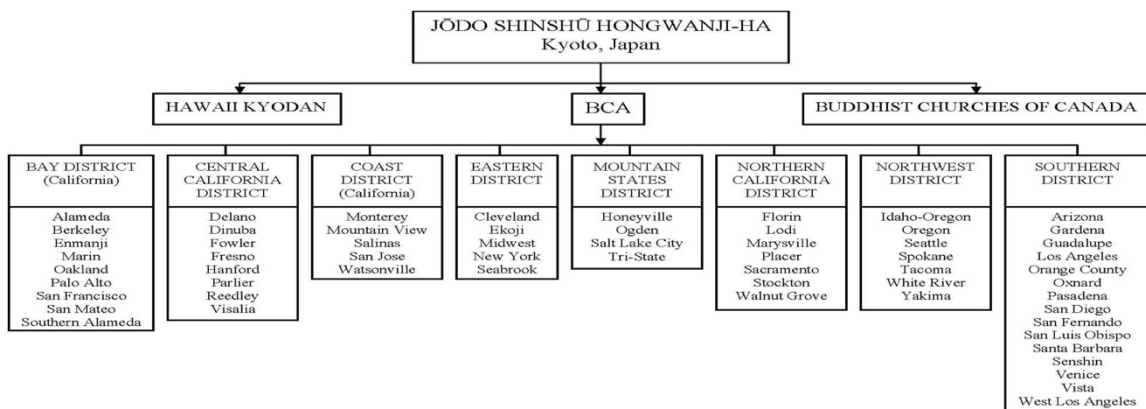 JŌDO SHINSHŪ HONGWANJI-HA
Kyoto, Japan
HAWAII KYODAN
BCA
BUDDHIST CHURCHES OF CANADA
BAY DISTRICT
(California)
Alameda
Berkeley
Enmanji
Marin
Oakland
Palo Alto
San Francisco
San Mateo
Southern Alameda
CENTRAL
CALIFORNIA
DISTRICT
Delano
Dinuba
Fowler
Fresno
Hanford
Parlier
Reedley
Visalia
COAST
DISTRICT
(California)
Monterey
Mountain View
Salinas
San Jose
Watsonville
EASTERN
DISTRICT
Cleveland
Ekoji
Midwest
New York
Seabrook
MOUNTAIN
STATES
DISTRICT
Honeyville
Ogden
Salt Lake City
Tri-State
NORTHERN
CALIFORNIA
DISTRICT
Florin
Lodi
Marysville
Placer
Sacramento
Stockton
Walnut Grove
NORTHWEST
DISTRICT
Idaho-Oregon
Oregon
Seattle
Spokane
Tacoma
White River
Yakima
SOUTHERN
DISTRICT
Arizona
Gardena
Guadalupe
Los Angeles
Orange County
Oxnard
Pasadena
San Diego
San Fernando
San Luis Obispo
Santa Barbara
Senshin
Venice
Vista
West Los Angeles